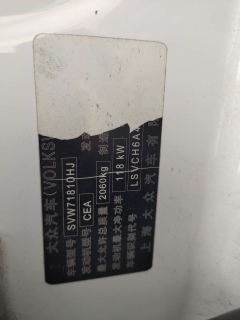 大众汽车(VOLKS
车辆型号 SVW71810HJ
发动机型号 CEA
最大允许总质量 2060kg
发动机最大净功率 118 kW
车辆识别代号 LSVCH6A
上海大众汽车有